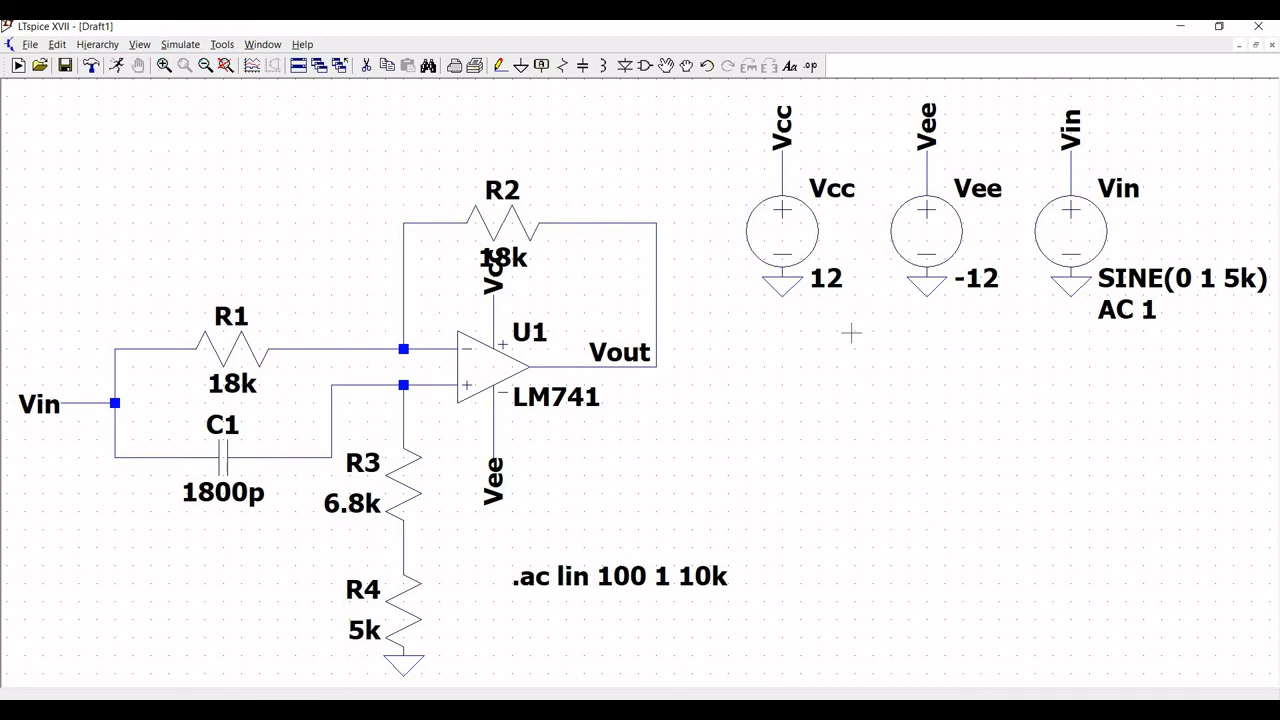 LTspice XVII - [Draft1]
File Edit Hierarchy View Simulate Tools Window Help
Aa .op
Vcc Vee Vin
Vcc Vee Vin
12 -12 SINE(0 1 5k)
AC 1
R2
18k
Vcc
R1
18k
U1
Vout
LM741
Vin
C1
1800p
R3
6.8k
Vee
.ac lin 100 1 10k
R4
5k